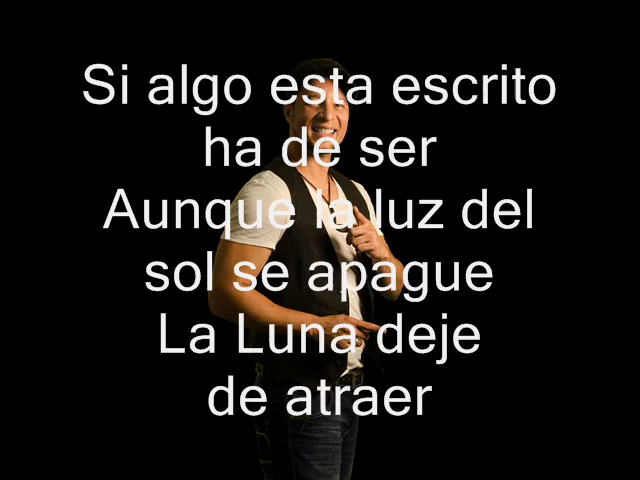 Si algo esta escrito
ha de ser
Aunque la luz del
sol se apague
La Luna deje
de atraer